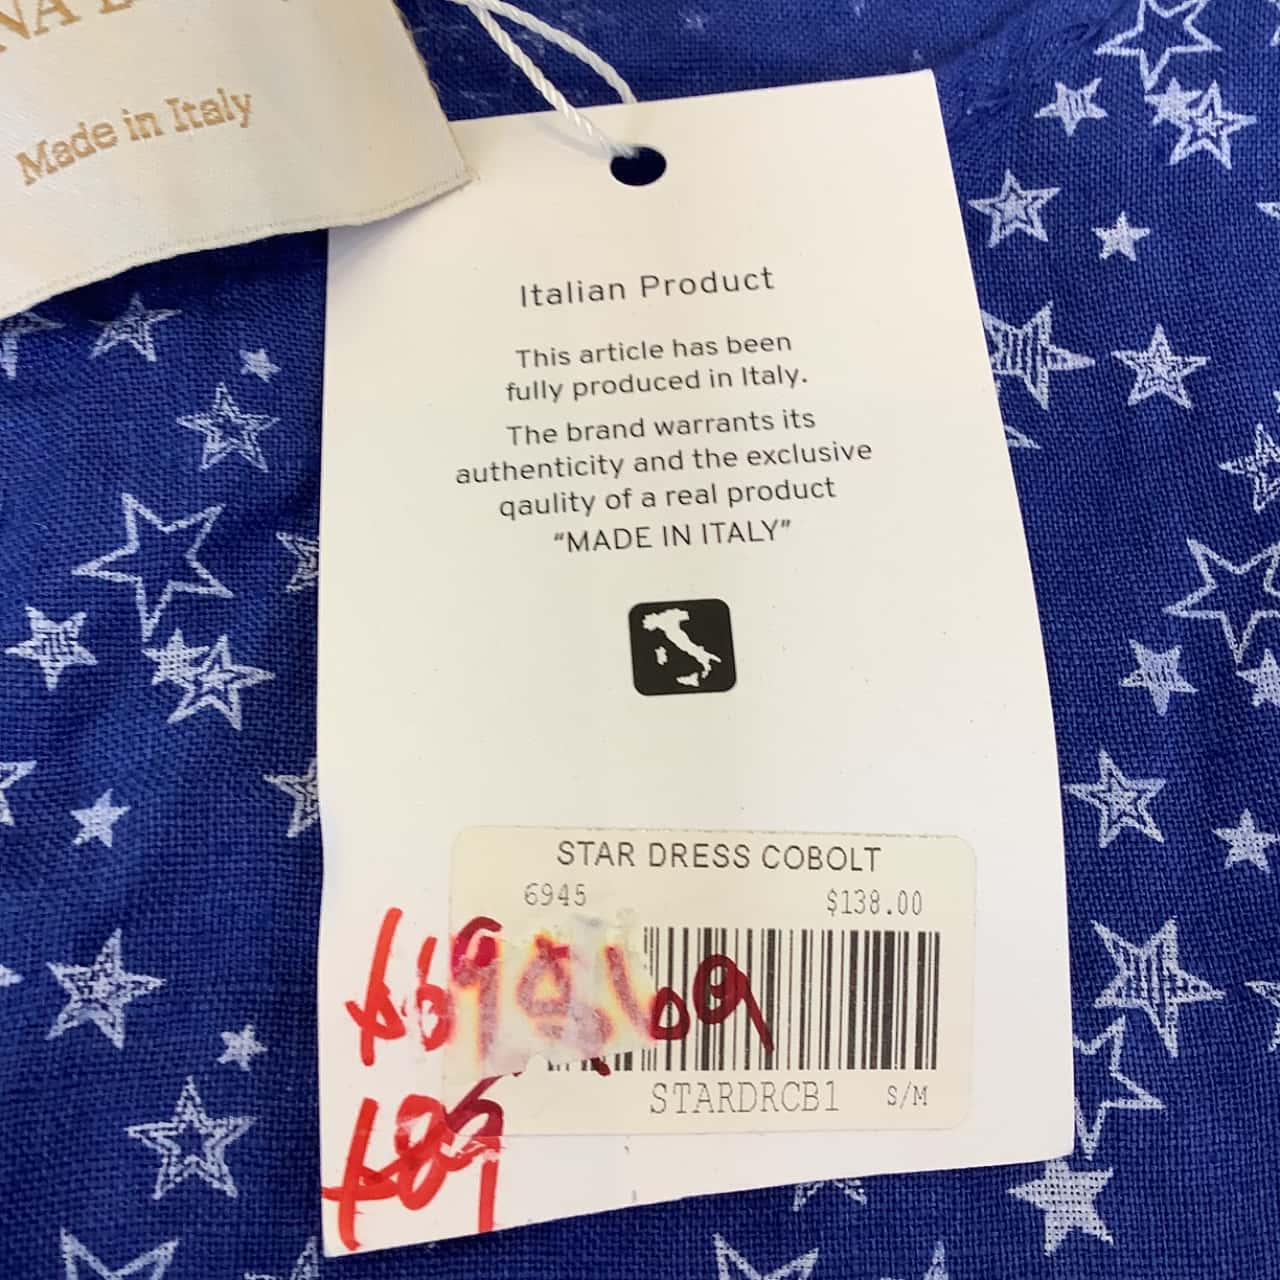 NA
Made in Italy
Italian Product
This article has been
fully produced in Italy.
The brand warrants its
authenticity and the exclusive
qaulity of a real product
“MADE IN ITALY”
STAR DRESS COBOLT
6945 $138.00
STARDRCB1 S/M